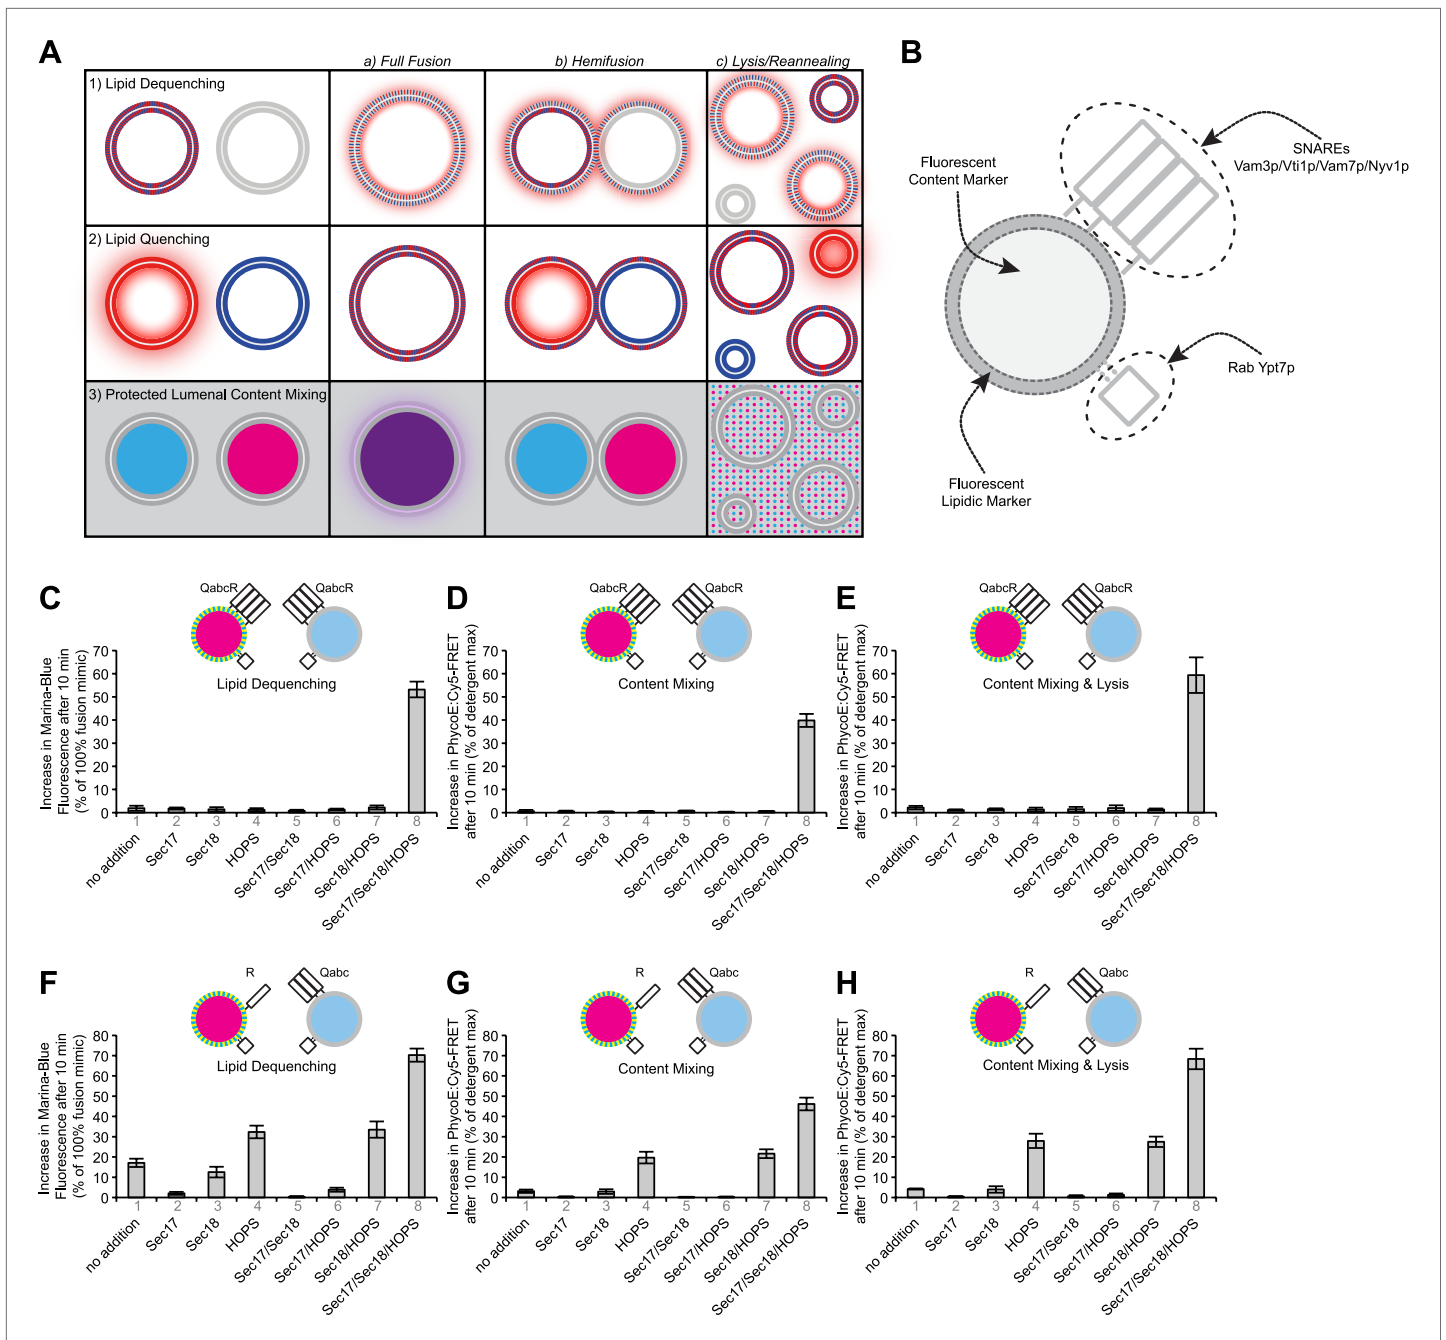 A
a) Full Fusion
b) Hemifusion
c) Lysis/Reannealing
1) Lipid Dequenching
2) Lipid Quenching
3) Protected Lumenal Content Mixing
B
Fluorescent
Content Marker
SNAREs
Vam3p/Vti1p/Vam7p/Nyv1p
Rab Ypt7p
Fluorescent
Lipidic Marker
C
QabcR
QabcR
Lipid Dequenching
Increase in Marina-Blue
Fluorescence after 10 min
(% of 100% fusion mimic)
70
60
50
40
30
20
10
0
1 2 3 4 5 6 7 8
no addition
Sec17
Sec18
HOPS
Sec17/Sec18
Sec17/HOPS
Sec18/HOPS
Sec17/Sec18/HOPS
D
QabcR
QabcR
Content Mixing
Increase in PhycoE:Cy5-FRET
after 10 min (% of detergent max)
70
60
50
40
30
20
10
0
1 2 3 4 5 6 7 8
no addition
Sec17
Sec18
HOPS
Sec17/Sec18
Sec17/HOPS
Sec18/HOPS
Sec17/Sec18/HOPS
E
QabcR
QabcR
Content Mixing & Lysis
Increase in PhycoE:Cy5-FRET
after 10 min (% of detergent max)
70
60
50
40
30
20
10
0
1 2 3 4 5 6 7 8
no addition
Sec17
Sec18
HOPS
Sec17/Sec18
Sec17/HOPS
Sec18/HOPS
Sec17/Sec18/HOPS
F
R
Qabc
Lipid Dequenching
Increase in Marina-Blue
Fluorescence after 10 min
(% of 100% fusion mimic)
80
70
60
50
40
30
20
10
0
1 2 3 4 5 6 7 8
no addition
Sec17
Sec18
HOPS
Sec17/Sec18
Sec17/HOPS
Sec18/HOPS
Sec17/Sec18/HOPS
G
R
Qabc
Content Mixing
Increase in PhycoE:Cy5-FRET
after 10 min (% of detergent max)
80
70
60
50
40
30
20
10
0
1 2 3 4 5 6 7 8
no addition
Sec17
Sec18
HOPS
Sec17/Sec18
Sec17/HOPS
Sec18/HOPS
Sec17/Sec18/HOPS
H
R
Qabc
Content Mixing & Lysis
Increase in PhycoE:Cy5-FRET
after 10 min (% of detergent max)
80
70
60
50
40
30
20
10
0
1 2 3 4 5 6 7 8
no addition
Sec17
Sec18
HOPS
Sec17/Sec18
Sec17/HOPS
Sec18/HOPS
Sec17/Sec18/HOPS